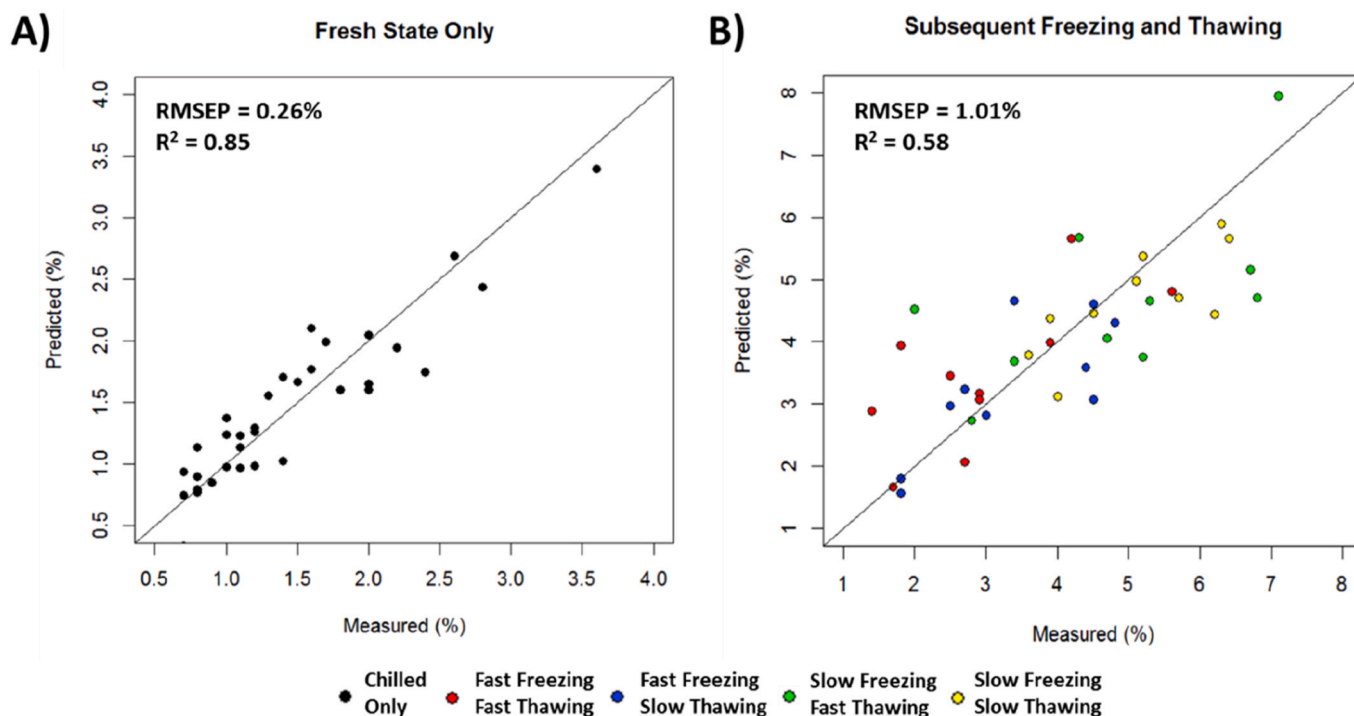 A)
Fresh State Only
RMSEP = 0.26%
R² = 0.85
Predicted (%)
4.0
3.5
3.0
2.5
2.0
1.5
1.0
0.5
0.5 1.0 1.5 2.0 2.5 3.0 3.5 4.0
Measured (%)
B)
Subsequent Freezing and Thawing
RMSEP = 1.01%
R² = 0.58
Predicted (%)
8
7
6
5
4
3
2
1
1 2 3 4 5 6 7 8
Measured (%)
Chilled
Only
Fast Freezing
Fast Thawing
Fast Freezing
Slow Thawing
Slow Freezing
Fast Thawing
Slow Freezing
Slow Thawing